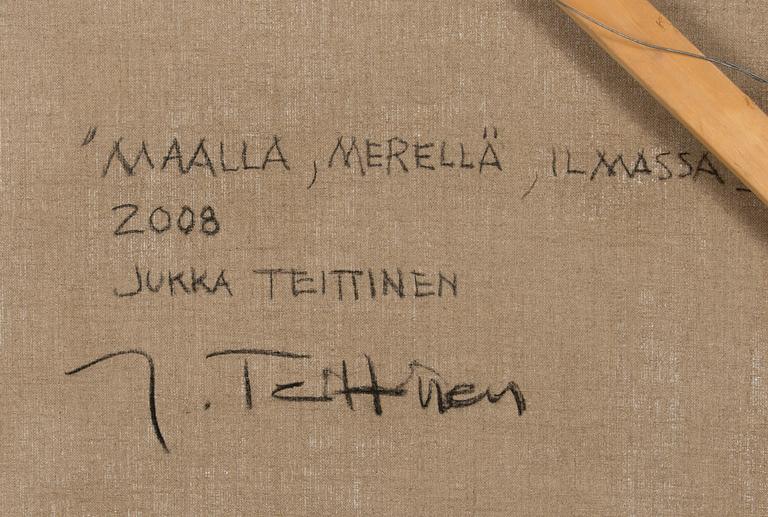 "MAALLA, MERELLÄ, ILMASSA
2008
JUKKA TEITTINEN
J. Teittinen